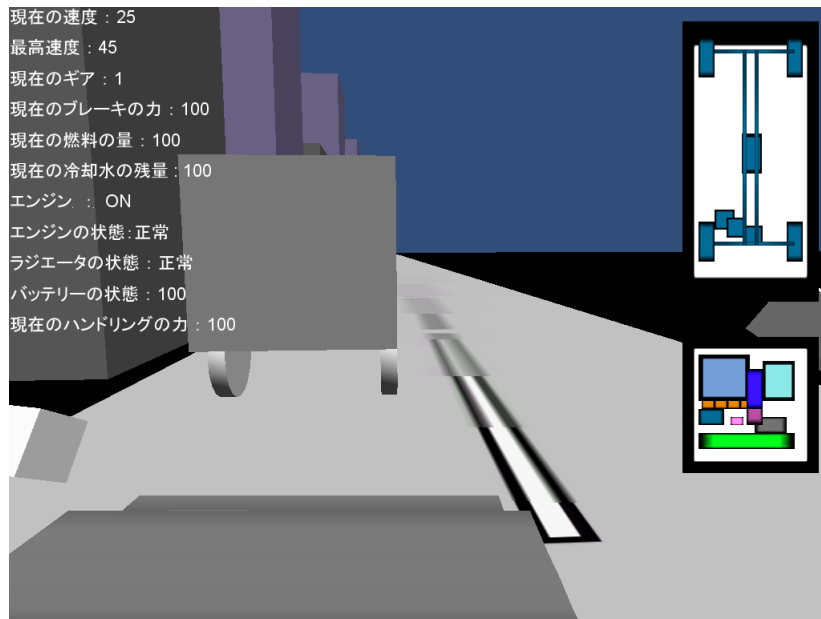 現在の速度：25
最高速度：45
現在のギア：1
現在のブレーキの力：100
現在の燃料の量：100
現在の冷却水の残量：100
エンジン ： ON
エンジンの状態：正常
ラジエータの状態：正常
バッテリーの状態：100
現在のハンドリングの力：100